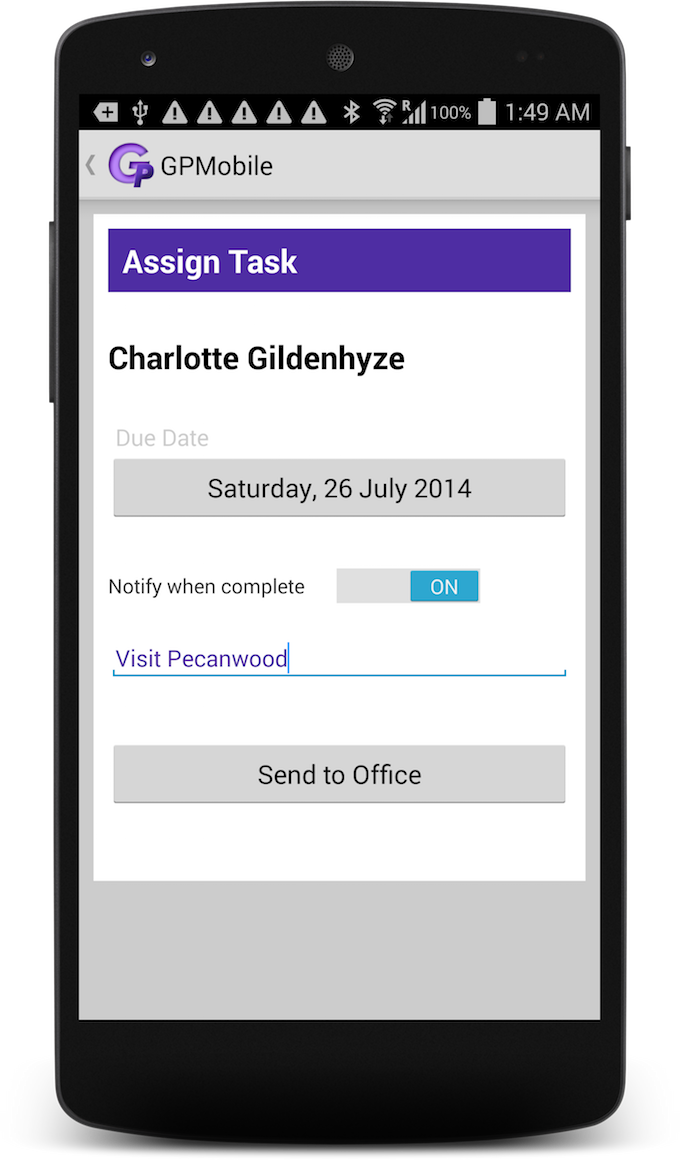 R 100% 1:49 AM
GP GPMobile
Assign Task
Charlotte Gildenhyze
Due Date
Saturday, 26 July 2014
Notify when complete ON
Visit Pecanwood
Send to Office